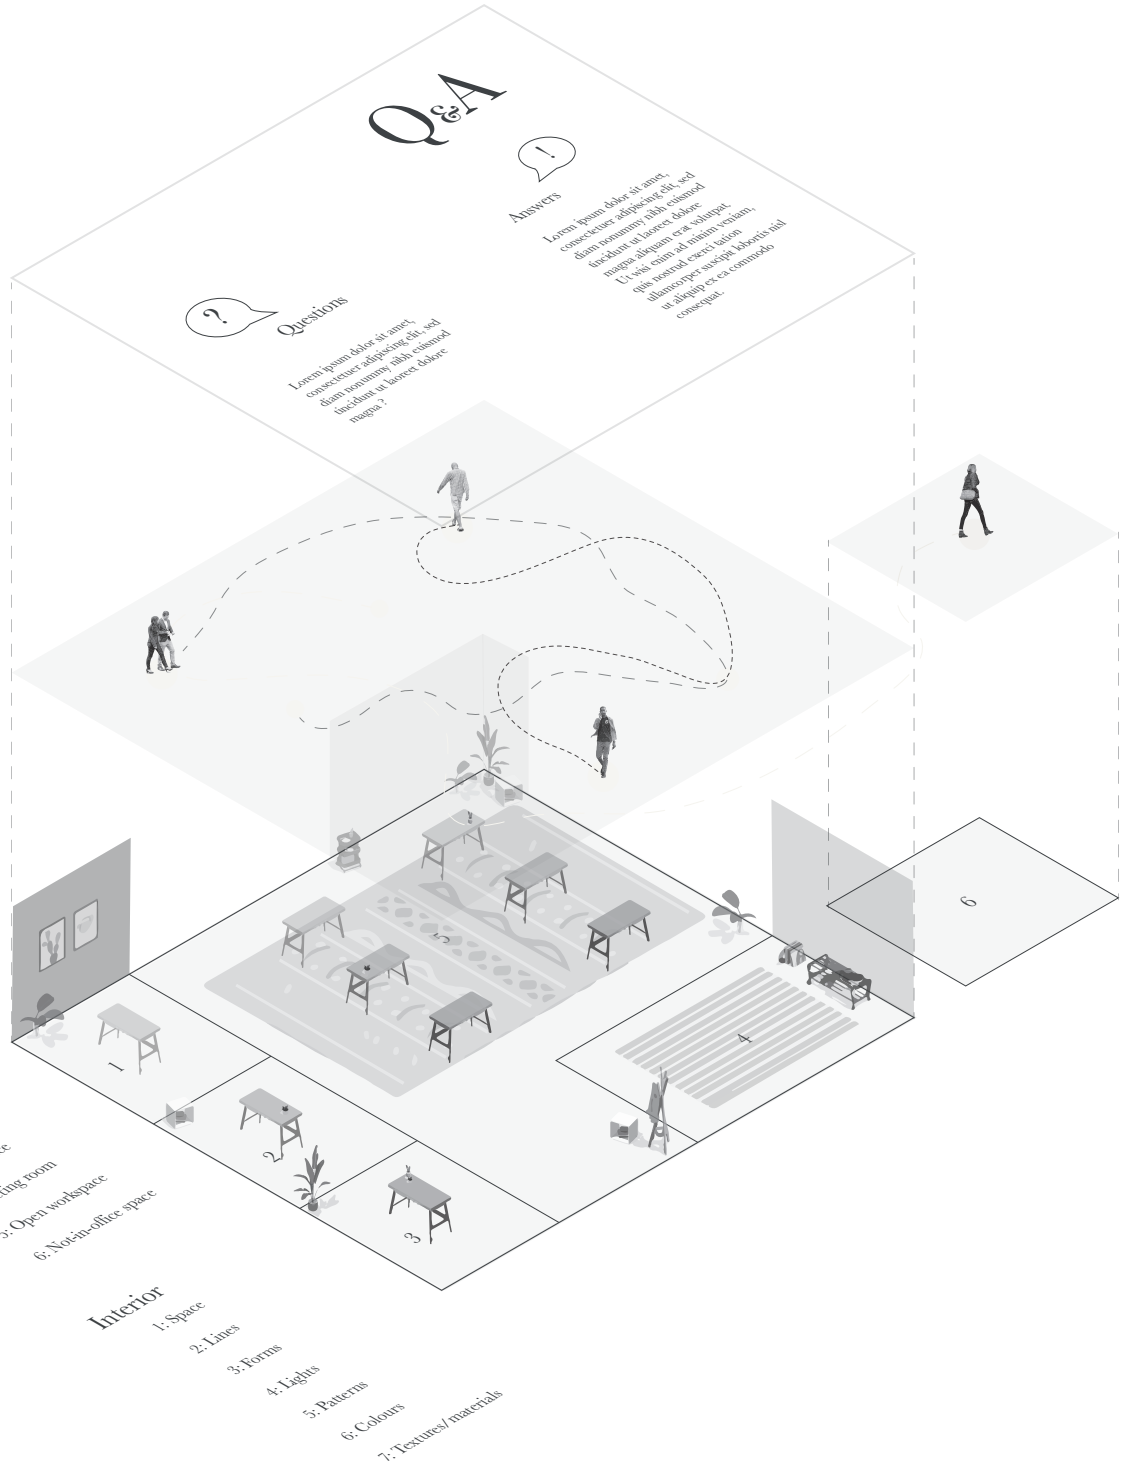 Q&A
!
Answers
Lorem ipsum dolor sit amet,
consectetuer adipiscing elit, sed
diam nonummy nibh euismod
tincidunt ut laoreet dolore
magna aliquam erat volutpat.
Ut wisi enim ad minim veniam,
quis nostrud exerci tation
ullamcorper suscipit lobortis nisl
ut aliquip ex ea commodo
consequat.
?
Questions
Lorem ipsum dolor sit amet,
consectetuer adipiscing elit, sed
diam nonummy nibh euismod
tincidunt ut laoreet dolore
magna ?
6
5
4
1
2
3
room
5: Open workspace
6: Not-in-office space
Interior
1: Space
2: Lines
3: Forms
4: Lights
5: Patterns
6: Colours
7: Textures/ materials